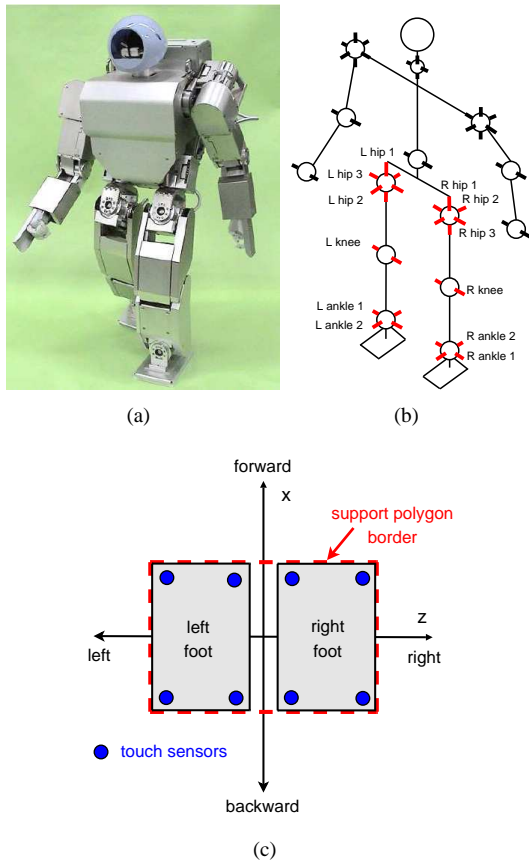 L hip 1
L hip 3
L hip 2
R hip 1
R hip 2
R hip 3
L knee
R knee
L ankle 1
L ankle 2
R ankle 2
R ankle 1
(a)
(b)
forward
x
support polygon
border
left
foot
right
foot
z
left
right
touch sensors
backward
(c)